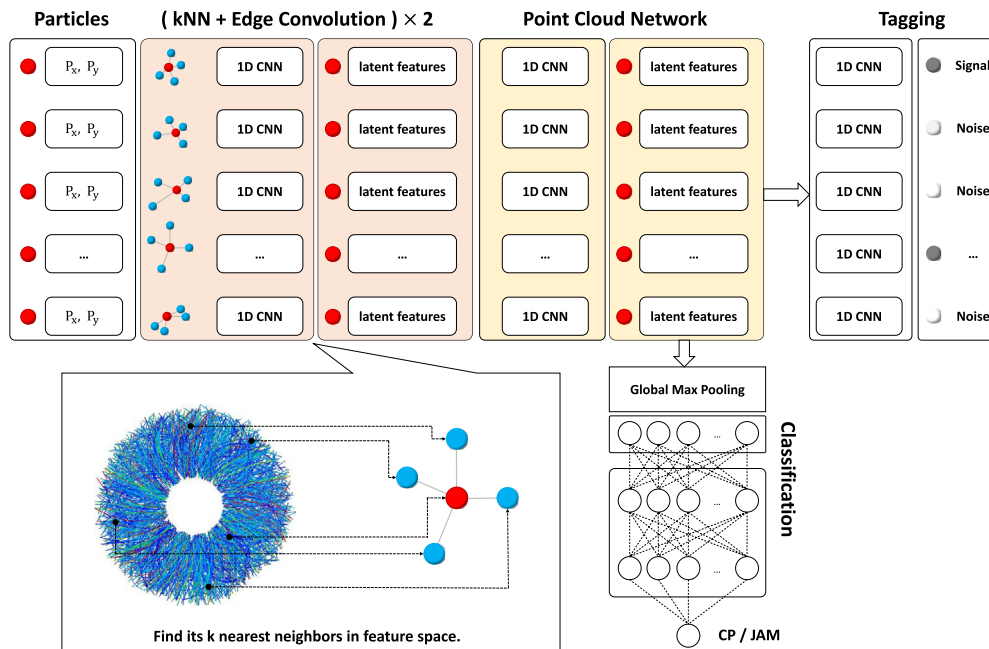 Particles
( kNN + Edge Convolution ) × 2
Point Cloud Network
Tagging
Px, Py
1D CNN
latent features
1D CNN
latent features
1D CNN
Signal
Px, Py
1D CNN
latent features
1D CNN
latent features
1D CNN
Noise
Px, Py
1D CNN
latent features
1D CNN
latent features
1D CNN
Noise
...
...
...
...
...
1D CNN
...
Px, Py
1D CNN
latent features
1D CNN
latent features
1D CNN
Noise
Global Max Pooling
...
...
...
Classification
CP / JAM
Find its k nearest neighbors in feature space.